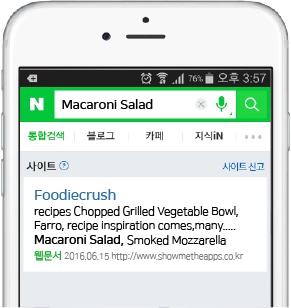 76% 오후 3:57
N Macaroni Salad
통합검색 블로그 카페 지식iN
사이트 ? 사이트 신고
Foodiecrush
recipes Chopped Grilled Vegetable Bowl,
Farro, recipe inspiration comes,many.....
Macaroni Salad, Smoked Mozzarella
웹문서 2016.06.15 http://www.showmetheapps.co.kr